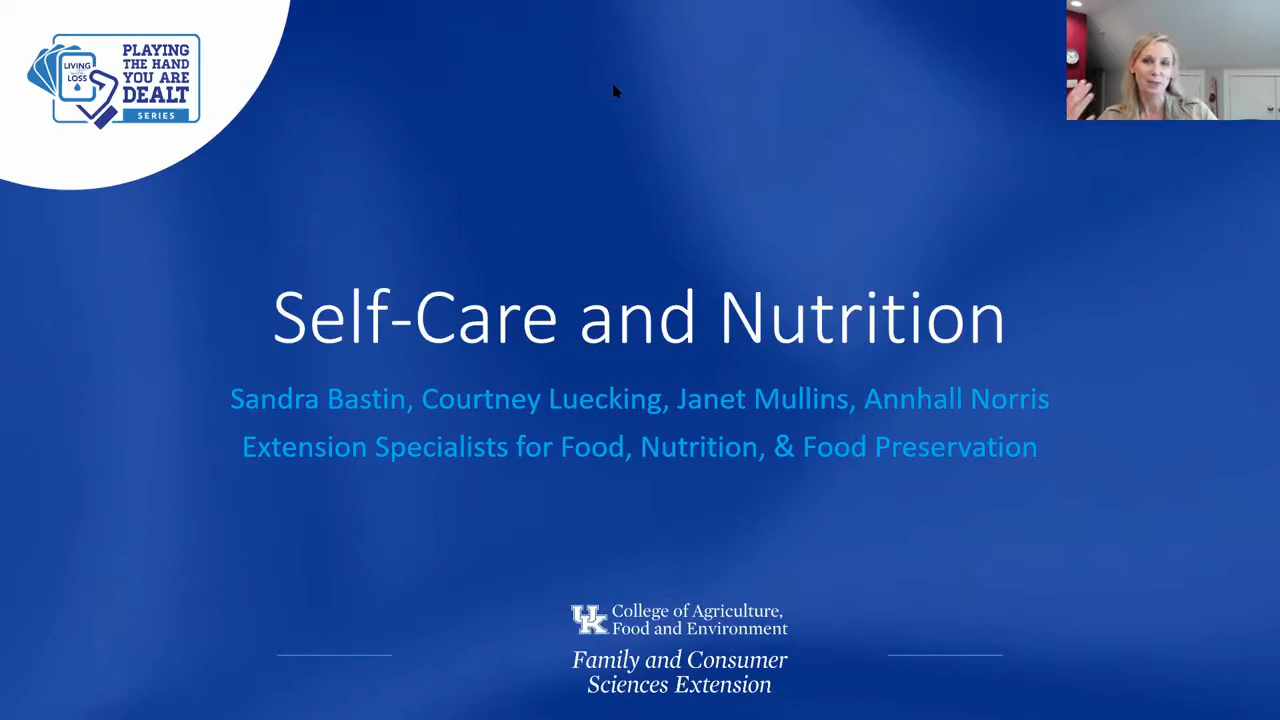 LIVING
LOSS
PLAYING
THE HAND
YOU ARE
DEALT
SERIES
Self-Care and Nutrition
Sandra Bastin, Courtney Luecking, Janet Mullins, Annhall Norris
Extension Specialists for Food, Nutrition, & Food Preservation
UK College of Agriculture,
Food and Environment
Family and Consumer
Sciences Extension